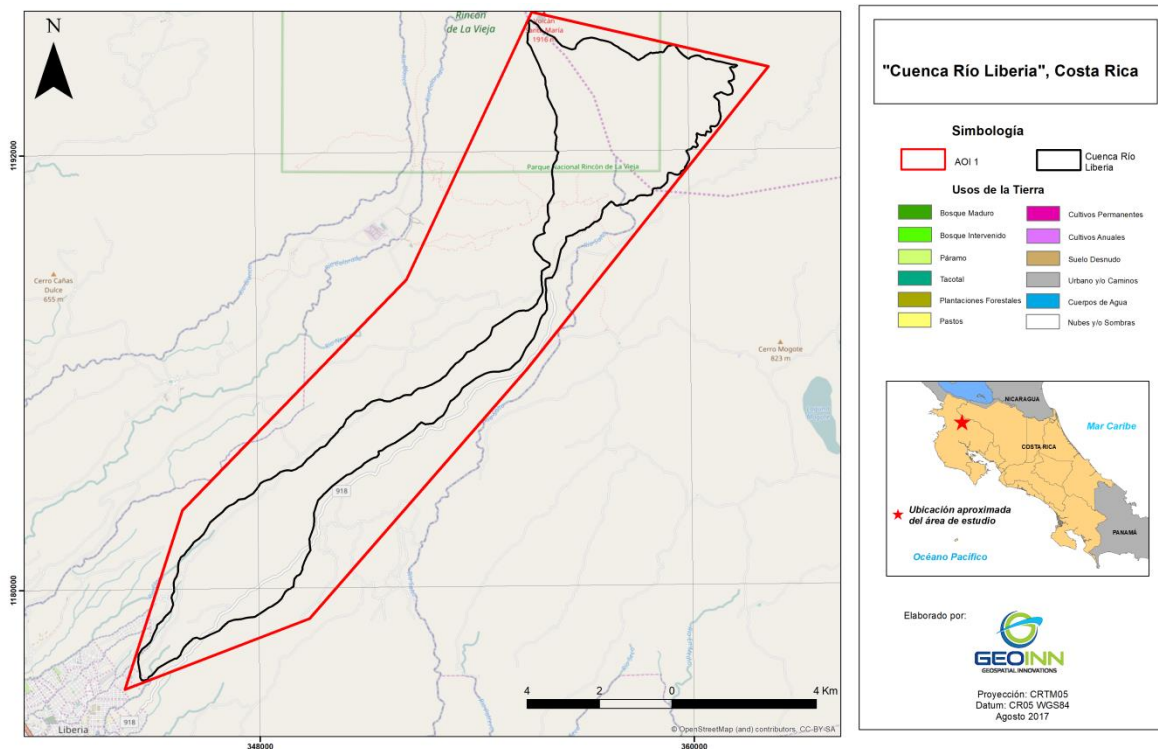 N
Rincón
de La Vieja
Volcán
Santa María
1916 m
1192000
Parque Nacional Rincón de La Vieja
Cerro Cañas
Dulce
655 m
Cerro Mogote
823 m
918
1180000
918
Liberia
4 2 0 4 Km
© OpenStreetMap (and) contributors, CC-BY-SA
348000
360000
"Cuenca Río Liberia", Costa Rica
Simbología
AOI 1
Cuenca Río
Liberia
Usos de la Tierra
Bosque Maduro
Bosque Intervenido
Páramo
Tacotal
Plantaciones Forestales
Pastos
Cultivos Permanentes
Cultivos Anuales
Suelo Desnudo
Urbano y/o Caminos
Cuerpos de Agua
Nubes y/o Sombras
NICARAGUA
Mar Caribe
COSTA RICA
Ubicación aproximada
del área de estudio
PANAMÁ
Océano Pacífico
Elaborado por:
GEOINN
GEOSPATIAL INNOVATIONS
Proyección: CRTM05
Datum: CR05 WGS84
Agosto 2017